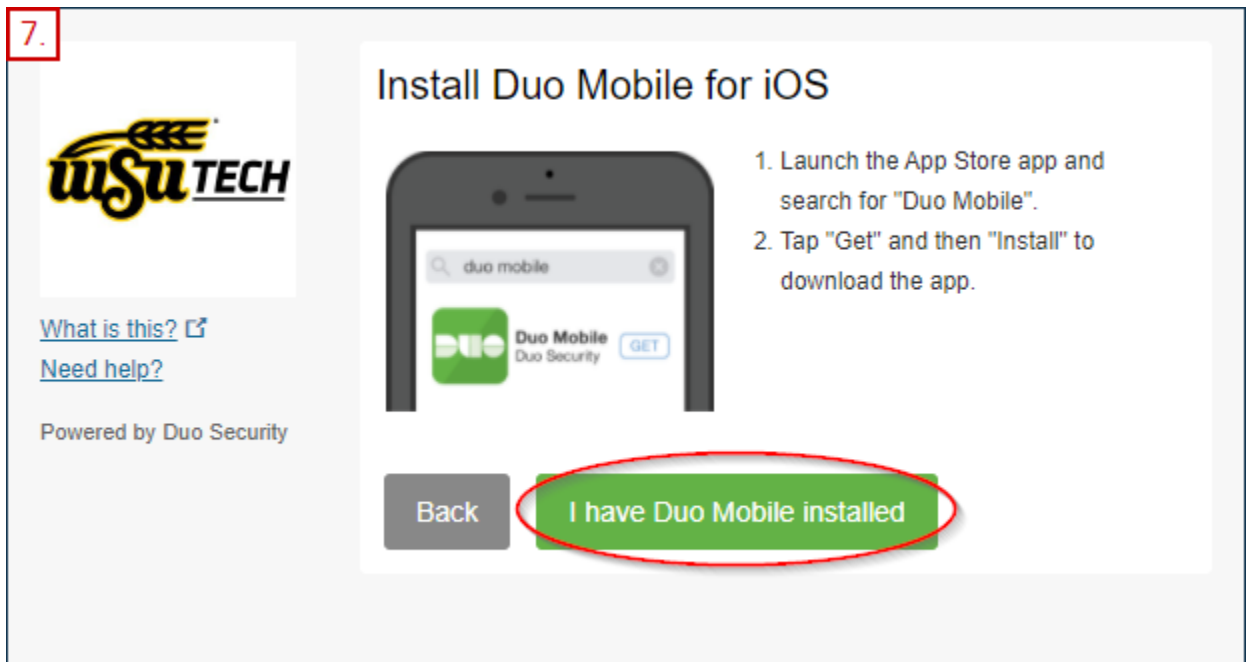 7.
WSU TECH
What is this?
Need help?
Powered by Duo Security
Install Duo Mobile for iOS
duo mobile
DUO
Duo Mobile
GET
Duo Security
1. Launch the App Store app and
search for "Duo Mobile".
2. Tap "Get" and then "Install" to
download the app.
Back
I have Duo Mobile installed